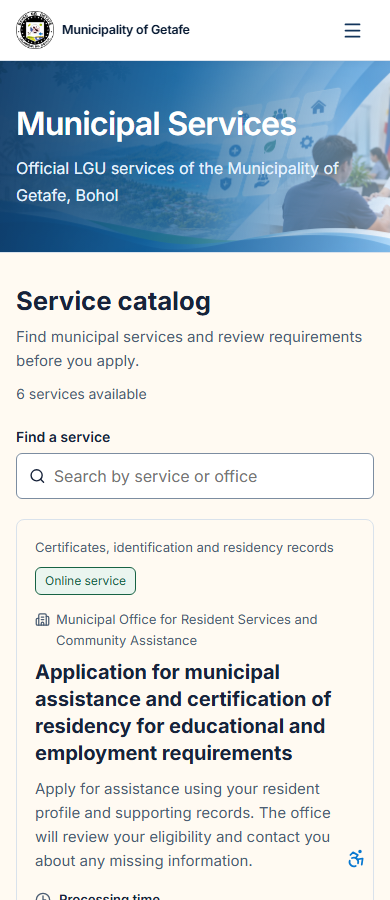 Municipality of Getafe
Municipal Services
Official LGU services of the Municipality of
Getafe, Bohol
Service catalog
Find municipal services and review requirements
before you apply.
6 services available
Find a service
Search by service or office
Certificates, identification and residency records
Online service
Municipal Office for Resident Services and
Community Assistance
Application for municipal
assistance and certification of
residency for educational and
employment requirements
Apply for assistance using your resident
profile and supporting records. The office
will review your eligibility and contact you
about any missing information.
Processing time